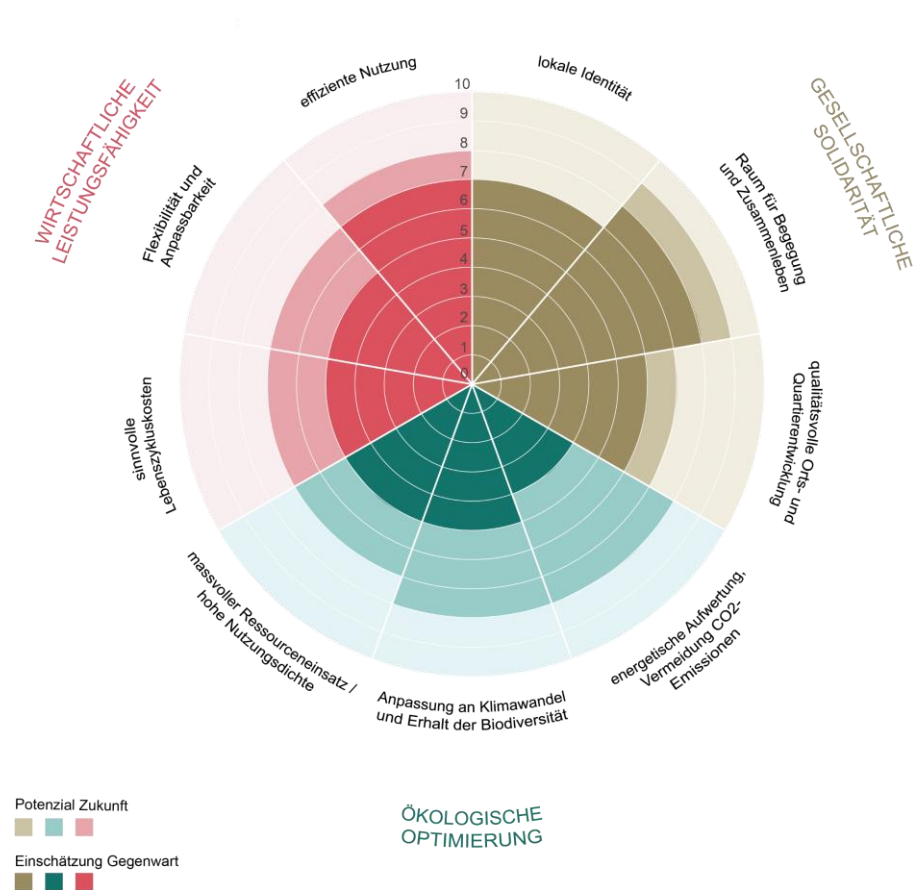 WIRTSCHAFTLICHE
LEISTUNGSFÄHIGKEIT
GESELLSCHAFTLICHE
SOLIDARITÄT
effiziente Nutzung
lokale Identität
Raum für Begegung
und Zusammenleben
qualitätsvolle Orts- und
Quartierentwicklung
energetische Aufwertung,
Vermeidung CO2-
Emissionen
Anpassung an Klimawandel
und Erhalt der Biodiversität
massvoller Ressourceneinsatz /
hohe Nutzungsdichte
sinnvolle
Lebenszykluskosten
Flexibilität und
Anpassbarkeit
10
9
8
7
6
5
4
3
2
1
0
ÖKOLOGISCHE
OPTIMIERUNG
Potenzial Zukunft
Einschätzung Gegenwart